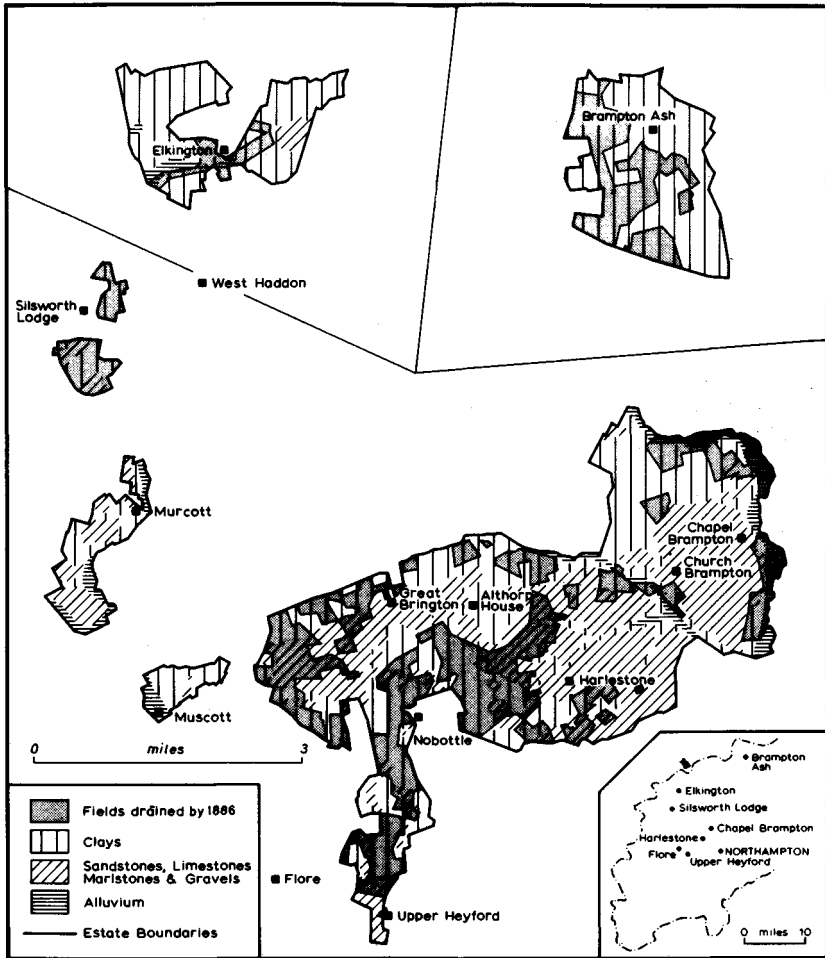 Brampton Ash
Elkington
West Haddon
Silsworth
Lodge
Murcott
Chapel
Brampton
Church
Brampton
Great
Brington
Althorp
House
Harlestone
Muscott
Nobottle
0 miles 3
Flore
Upper Heyford
Fields drained by 1886
Clays
Sandstones, Limestones
Marlstones & Gravels
Alluvium
Estate Boundaries
Brampton
Ash
Elkington
Silsworth Lodge
Chapel Brampton
Harlestone
Flore
NORTHAMPTON
Upper Heyford
0 miles 10